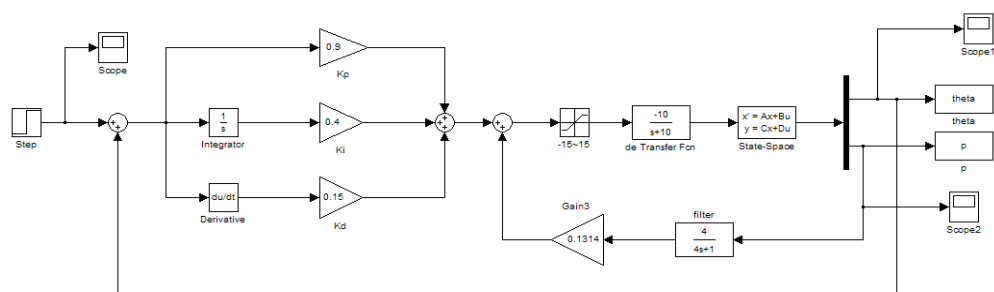 Step
Scope
0.9
Kp
1
s
Integrator
0.4
Ki
du/dt
Derivative
0.15
Kd
-15~15
-10
s+10
de Transfer Fcn
x' = Ax+Bu
y = Cx+Du
State-Space
Scope1
theta
theta
p
p
Scope2
Gain3
0.1314
filter
4
4s+1